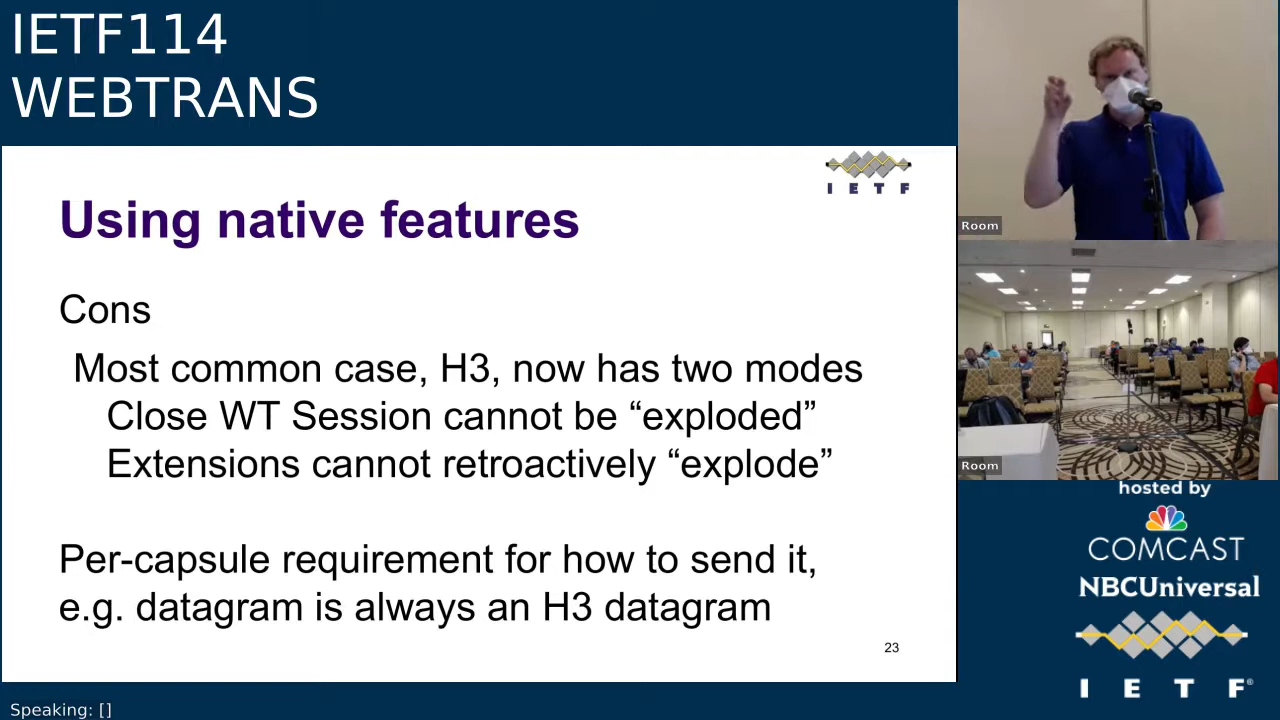 IETF114
WEBTRANS
I E T F
Using native features
Cons
Most common case, H3, now has two modes
Close WT Session cannot be “exploded”
Extensions cannot retroactively “explode”
Per-capsule requirement for how to send it,
e.g. datagram is always an H3 datagram
23
Room
Room
hosted by
COMCAST
NBCUniversal
I E T F®
Speaking: []